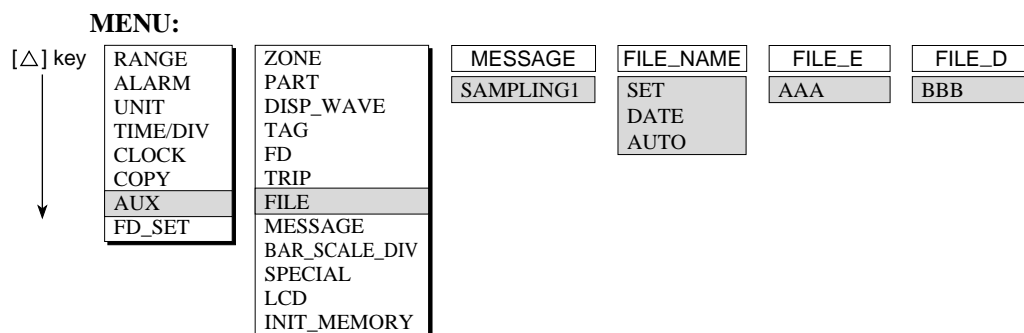 MENU:
[△] key
RANGE
ALARM
UNIT
TIME/DIV
CLOCK
COPY
AUX
FD_SET
ZONE
PART
DISP_WAVE
TAG
FD
TRIP
FILE
MESSAGE
BAR_SCALE_DIV
SPECIAL
LCD
INIT_MEMORY
MESSAGE
SAMPLING1
FILE_NAME
SET
DATE
AUTO
FILE_E
AAA
FILE_D
BBB